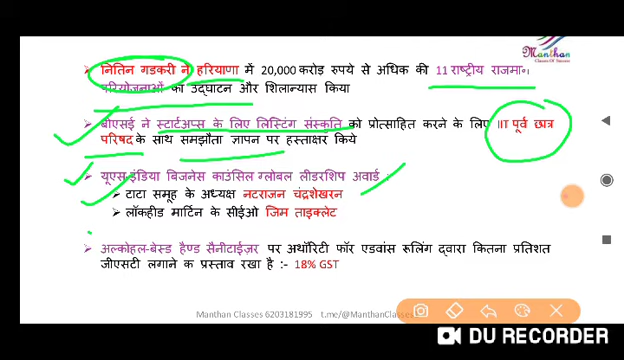 Manthan
नितिन गडकरी ने हरियाणा में 20,000 करोड़ रुपये से अधिक की 11 राष्ट्रीय राजमार्ग
परियोजनाओं का उद्घाटन और शिलान्यास किया
बीएसई ने स्टार्टअप्स के लिए लिस्टिंग संस्कृति को प्रोत्साहित करने के लिए IIT पूर्व छात्र
परिषद के साथ समझौता ज्ञापन पर हस्ताक्षर किये
यूएस-इंडिया बिजनेस काउंसिल ग्लोबल लीडरशिप अवार्ड :
टाटा समूह के अध्यक्ष नटराजन चंद्रशेखरन
लॉकहीड मार्टिन के सीईओ जिम ताइक्लेट
अल्कोहल-बेस्ड हैण्ड सैनीटाईज़र पर अथॉरिटी फॉर एडवांस रूलिंग द्वारा कितना प्रतिशत
जीएसटी लगाने क प्रस्ताव रखा है :- 18% GST
Manthan Classes 6203181995 t.me/@ManthanClasses
DU RECORDER